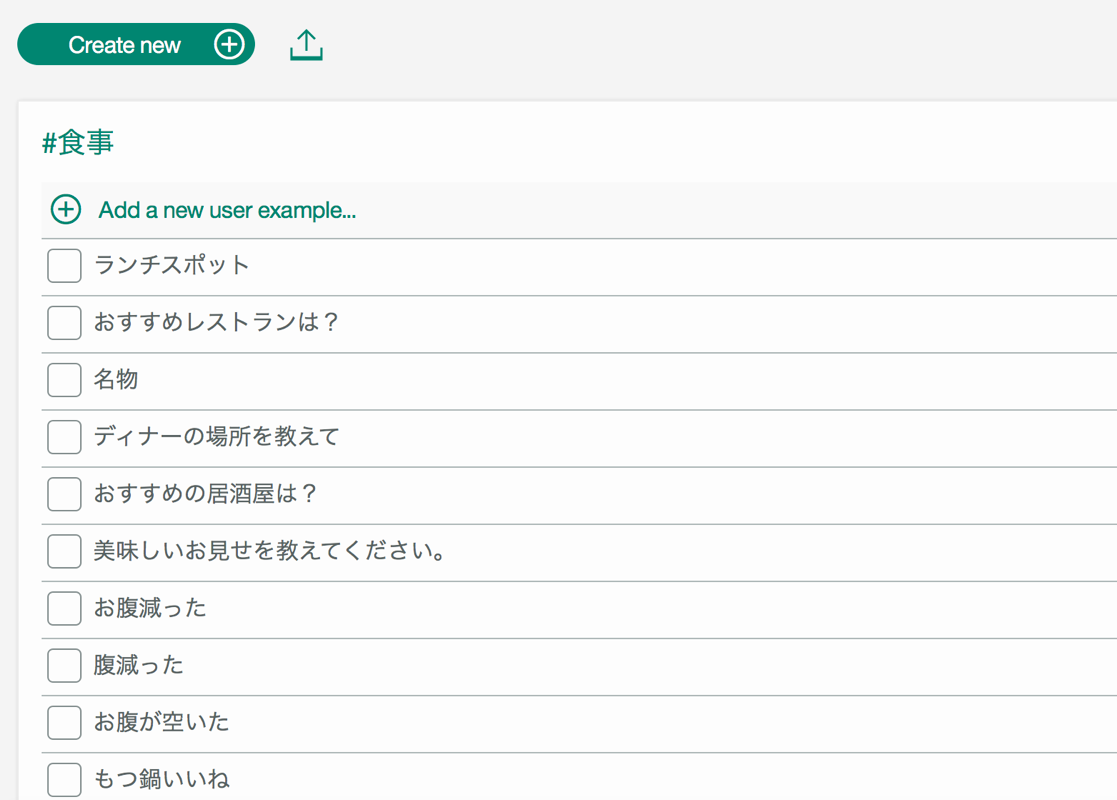 Create new
#食事
Add a new user example...
ランチスポット
おすすめレストランは？
名物
ディナーの場所を教えて
おすすめの居酒屋は？
美味しいお見せを教えてください。
お腹減った
腹減った
お腹が空いた
もつ鍋いいね